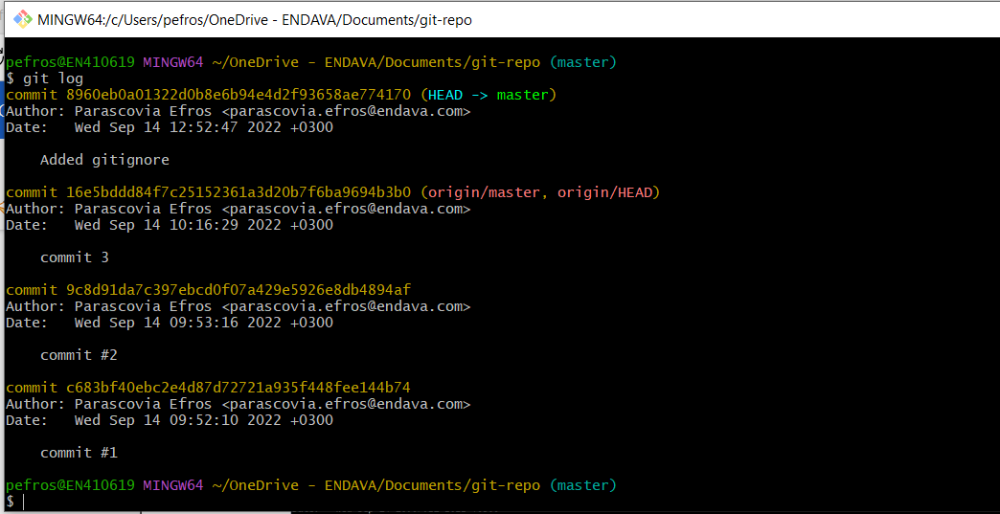 MINGW64:/c/Users/pefros/OneDrive - ENDAVA/Documents/git-repo
pefros@EN410619 MINGW64 ~/OneDrive - ENDAVA/Documents/git-repo (master)
$ git log
commit 8960eb0a01322d0b8e6b94e4d2f93658ae774170 (HEAD -> master)
Author: Parascovia Efros <parascovia.efros@endava.com>
Date:   Wed Sep 14 12:52:47 2022 +0300
    Added gitignore
commit 16e5bddd84f7c25152361a3d20b7f6ba9694b3b0 (origin/master, origin/HEAD)
Author: Parascovia Efros <parascovia.efros@endava.com>
Date:   Wed Sep 14 10:16:29 2022 +0300
    commit 3
commit 9c8d91da7c397ebcd0f07a429e5926e8db4894af
Author: Parascovia Efros <parascovia.efros@endava.com>
Date:   Wed Sep 14 09:53:16 2022 +0300
    commit #2
commit c683bf40ebc2e4d87d72721a935f448fee144b74
Author: Parascovia Efros <parascovia.efros@endava.com>
Date:   Wed Sep 14 09:52:10 2022 +0300
    commit #1
pefros@EN410619 MINGW64 ~/OneDrive - ENDAVA/Documents/git-repo (master)
$